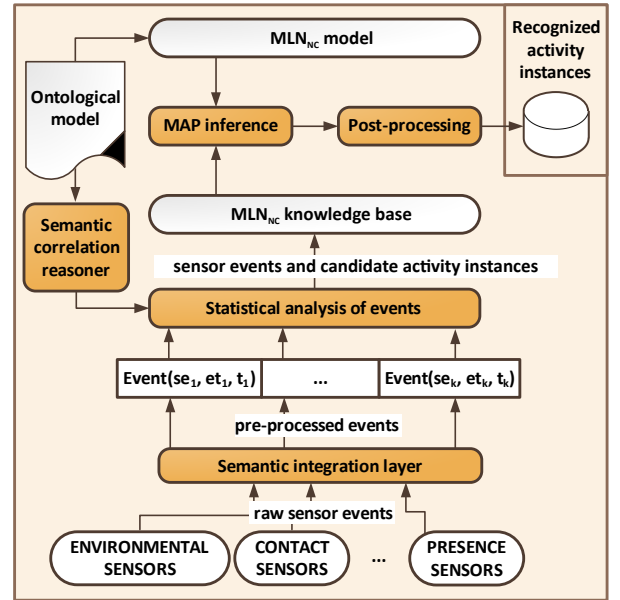 MLN_NC model
Recognized
activity
instances
Ontological
model
MAP inference
Post-processing
MLN_NC knowledge base
Semantic
correlation
reasoner
sensor events and candidate activity instances
Statistical analysis of events
Event(se₁, et₁, t₁)
...
Event(seₖ, etₖ, tₖ)
pre-processed events
Semantic integration layer
raw sensor events
ENVIRONMENTAL
SENSORS
CONTACT
SENSORS
...
PRESENCE
SENSORS